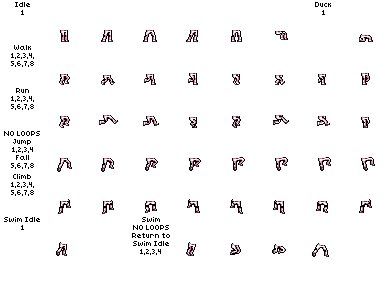 Idle
1
Duck
1
Walk
1,2,3,4,
5,6,7,8
Run
1,2,3,4,
5,6,7,8
NO LOOPS
Jump
1,2,3,4
Fall
5,6,7,8
Climb
1,2,3,4,
5,6,7,8
Swim Idle
1
Swim
NO LOOPS
Return to
Swim Idle
1,2,3,4